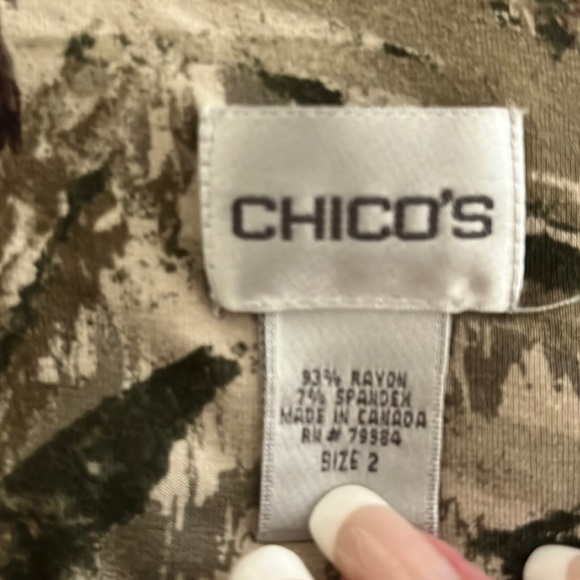 CHICO'S
93% RAYON
7% SPANDEX
MADE IN CANADA
RN # 79984
SIZE 2